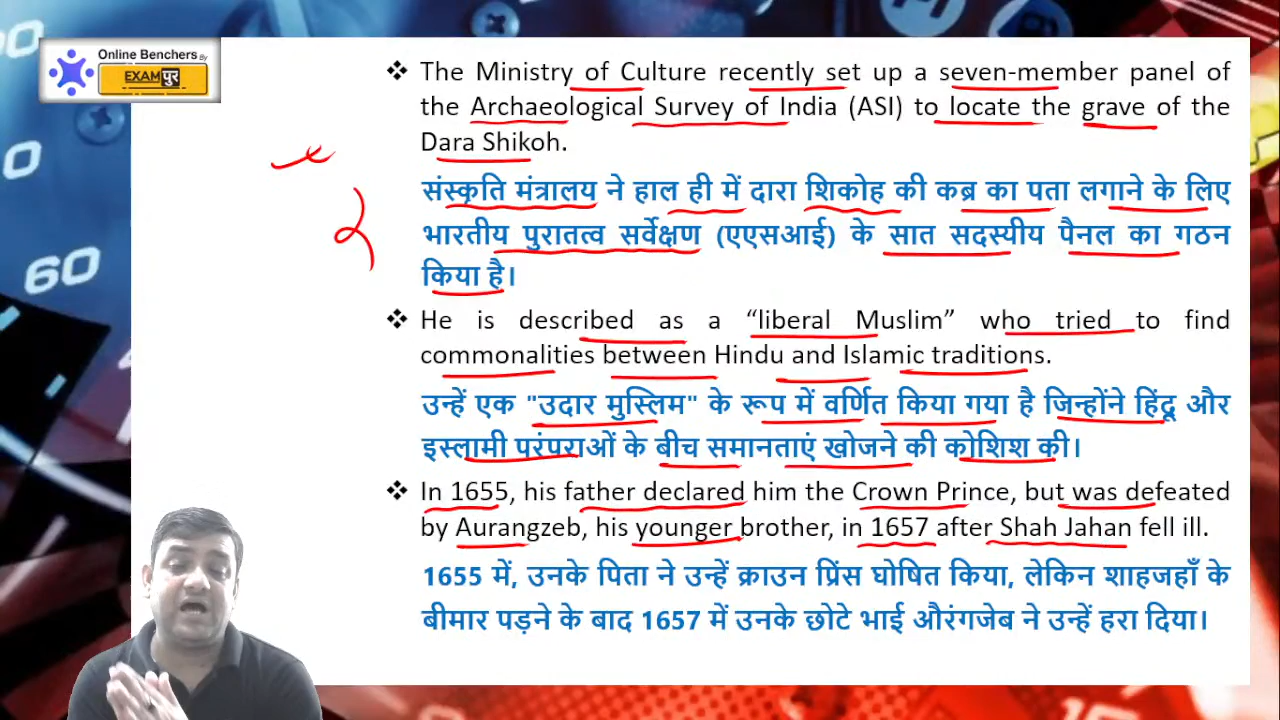 Online Benchers By
EXAMपुर
❖ The Ministry of Culture recently set up a seven-member panel of
the Archaeological Survey of India (ASI) to locate the grave of the
Dara Shikoh.
संस्कृति मंत्रालय ने हाल ही में दारा शिकोह की कब्र का पता लगाने के लिए
भारतीय पुरातत्व सर्वेक्षण (एएसआई) के सात सदस्यीय पैनल का गठन
किया है।
❖ He is described as a “liberal Muslim” who tried to find
commonalities between Hindu and Islamic traditions.
उन्हें एक "उदार मुस्लिम" के रूप में वर्णित किया गया है जिन्होंने हिंदू और
इस्लामी परंपराओं के बीच समानताएं खोजने की कोशिश की।
❖ In 1655, his father declared him the Crown Prince, but was defeated
by Aurangzeb, his younger brother, in 1657 after Shah Jahan fell ill.
1655 में, उनके पिता ने उन्हें क्राउन प्रिंस घोषित किया, लेकिन शाहजहाँ के
बीमार पड़ने के बाद 1657 में उनके छोटे भाई औरंगजेब ने उन्हें हरा दिया।
60